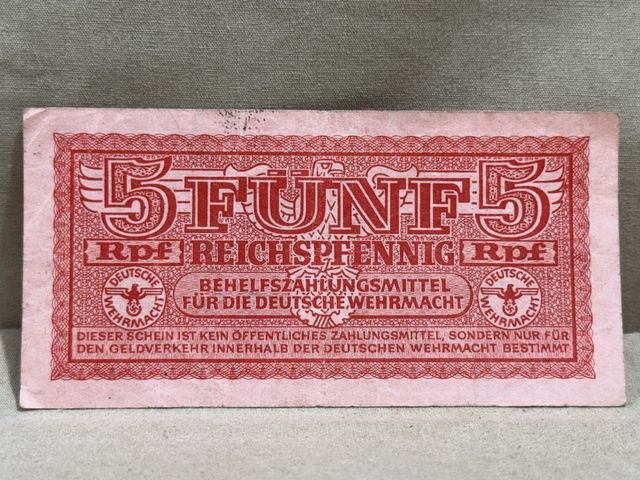 5 FÜNF 5
Rpf REICHSPFENNIG Rpf
BEHELFSZAHLUNGSMITTEL
FÜR DIE DEUTSCHE WEHRMACHT
DEUTSCHE WEHRMACHT
DEUTSCHE WEHRMACHT
DIESER SCHEIN IST KEIN ÖFFENTLICHES ZAHLUNGSMITTEL, SONDERN NUR FÜR
DEN GELDVERKEHR INNERHALB DER DEUTSCHEN WEHRMACHT BESTIMMT